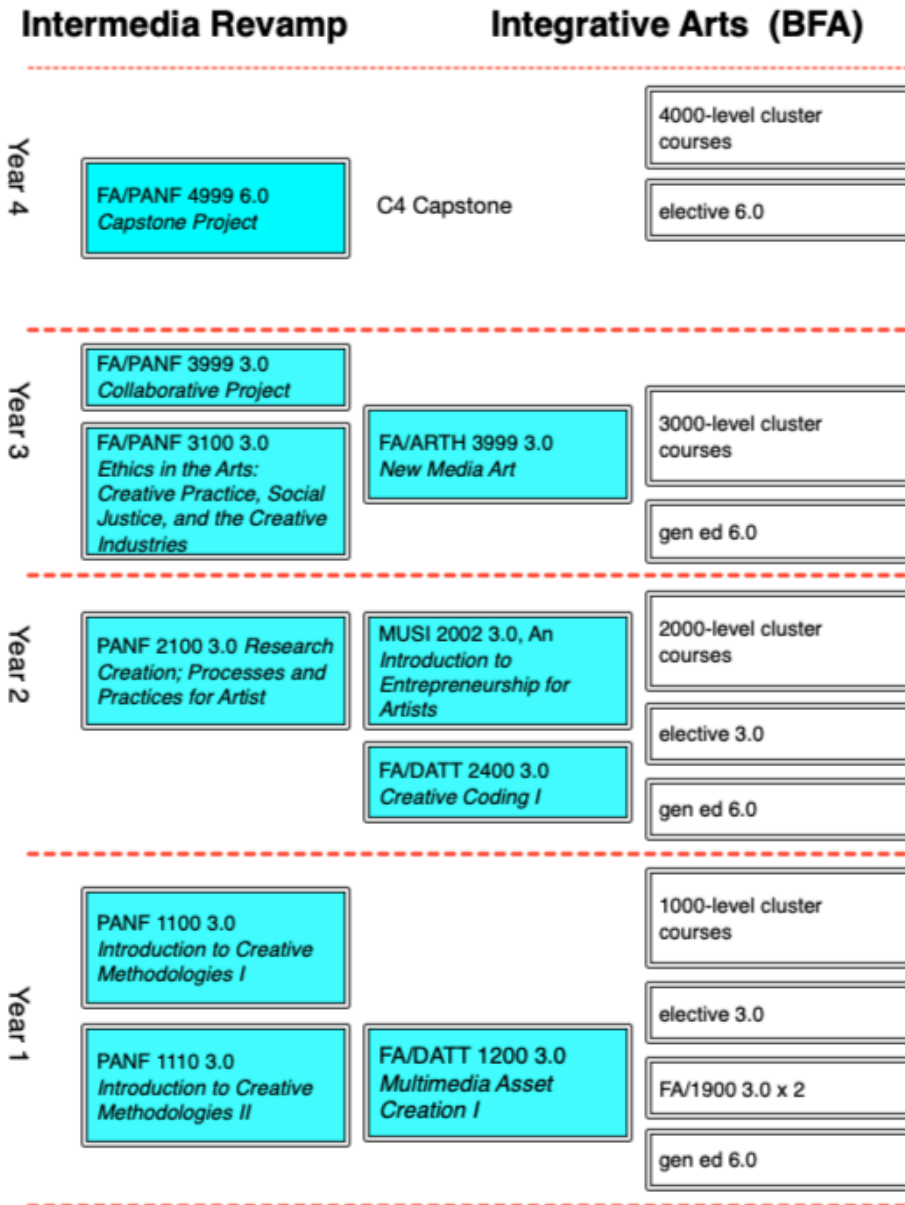 Intermedia Revamp
Integrative Arts (BFA)
Year 4
FA/PANF 4999 6.0
Capstone Project
C4 Capstone
4000-level cluster
courses
elective 6.0
Year 3
FA/PANF 3999 3.0
Collaborative Project
FA/PANF 3100 3.0
Ethics in the Arts:
Creative Practice, Social
Justice, and the Creative
Industries
FA/ARTH 3999 3.0
New Media Art
3000-level cluster
courses
gen ed 6.0
Year 2
PANF 2100 3.0 Research
Creation; Processes and
Practices for Artist
MUSI 2002 3.0, An
Introduction to
Entrepreneurship for
Artists
FA/DATT 2400 3.0
Creative Coding I
2000-level cluster
courses
elective 3.0
gen ed 6.0
Year 1
PANF 1100 3.0
Introduction to Creative
Methodologies I
PANF 1110 3.0
Introduction to Creative
Methodologies II
FA/DATT 1200 3.0
Multimedia Asset
Creation I
1000-level cluster
courses
elective 3.0
FA/1900 3.0 x 2
gen ed 6.0